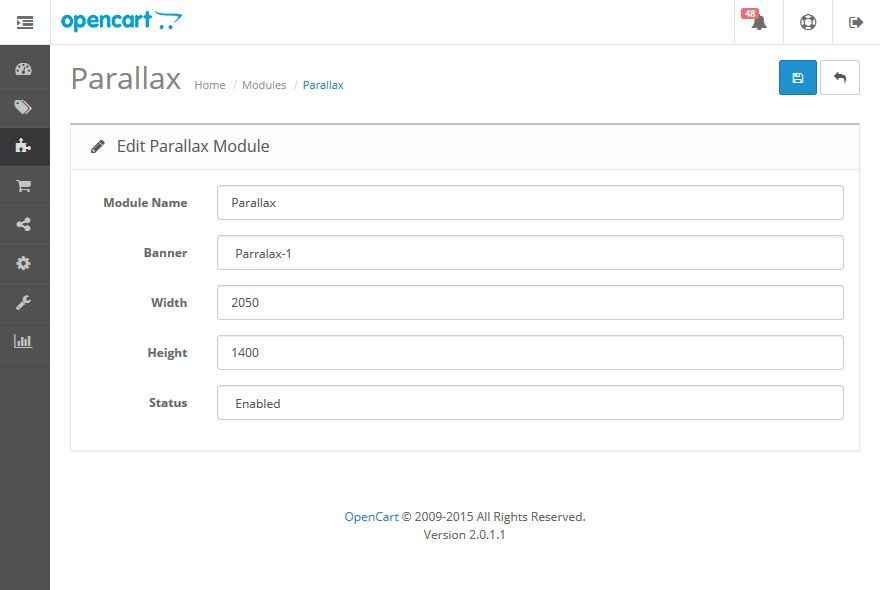 opencart
48
Parallax
Home / Modules / Parallax
Edit Parallax Module
Module Name Parallax
Banner Parralax-1
Width 2050
Height 1400
Status Enabled
OpenCart © 2009-2015 All Rights Reserved.
Version 2.0.1.1